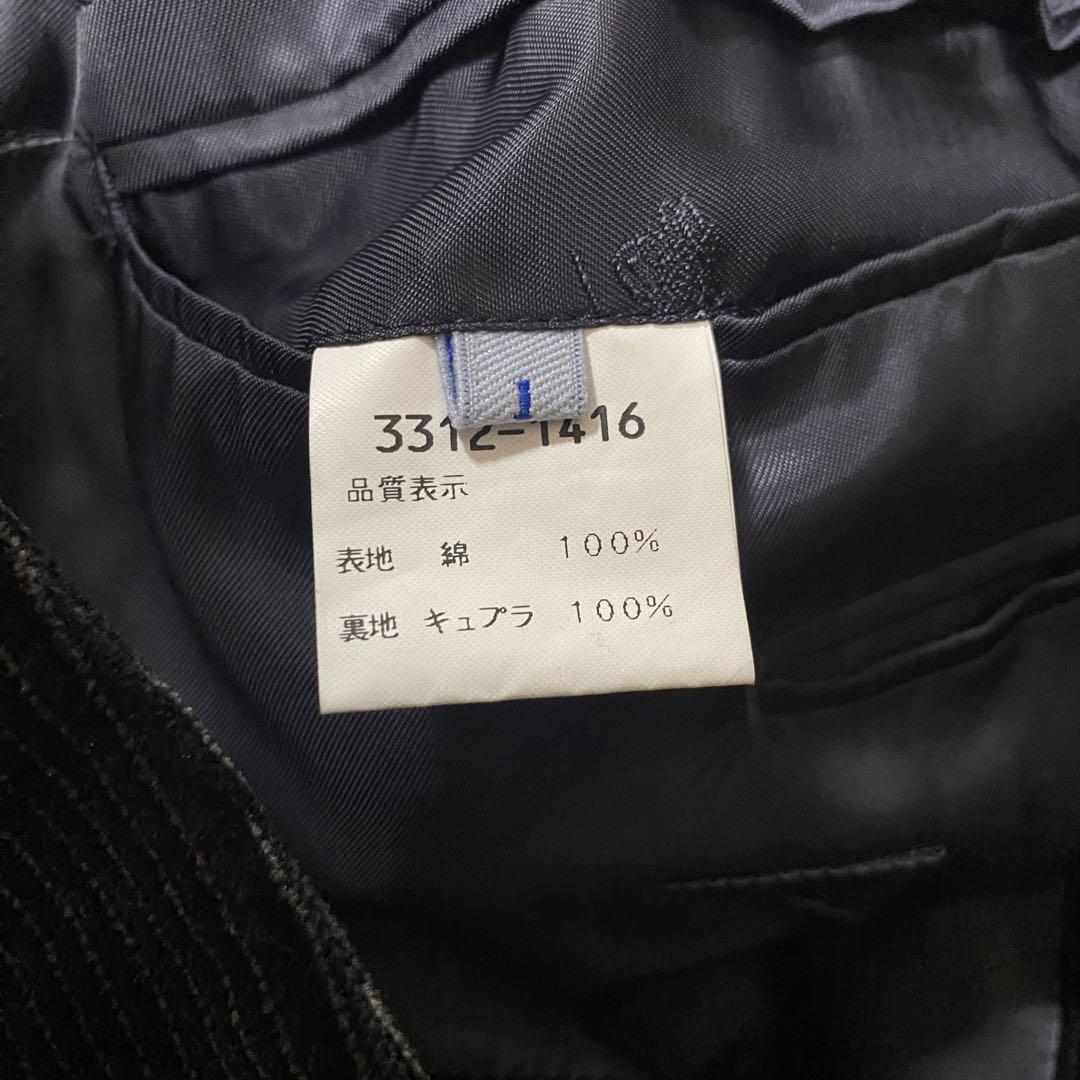 3312-1416
品質表示
表地 綿 100%
裏地 キュプラ 100%